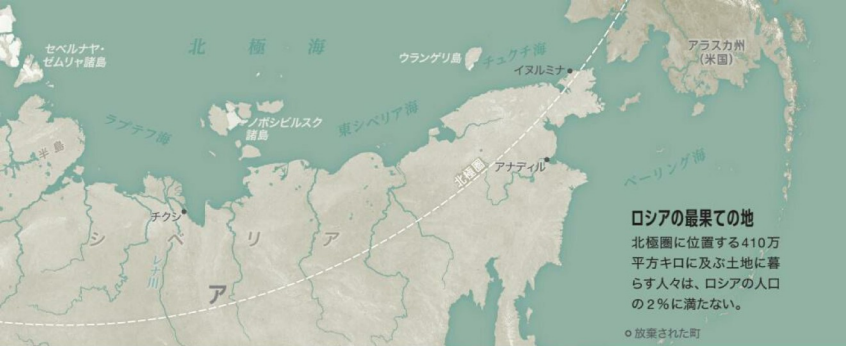 セベルナヤ・
ゼムリャ諸島
北極海
ウランゲリ島
チュクチ海
イヌルミナ
アラスカ州
(米国)
ノボシビルスク
諸島
東シベリア海
ラプテフ海
半島
北極圏
アナディル
ベーリング海
チクシ
シベリア
レナ川
ア
ロシアの最果ての地
北極圏に位置する410万
平方キロに及ぶ土地に暮
らす人々は、ロシアの人口
の2％に満たない。
放棄された町